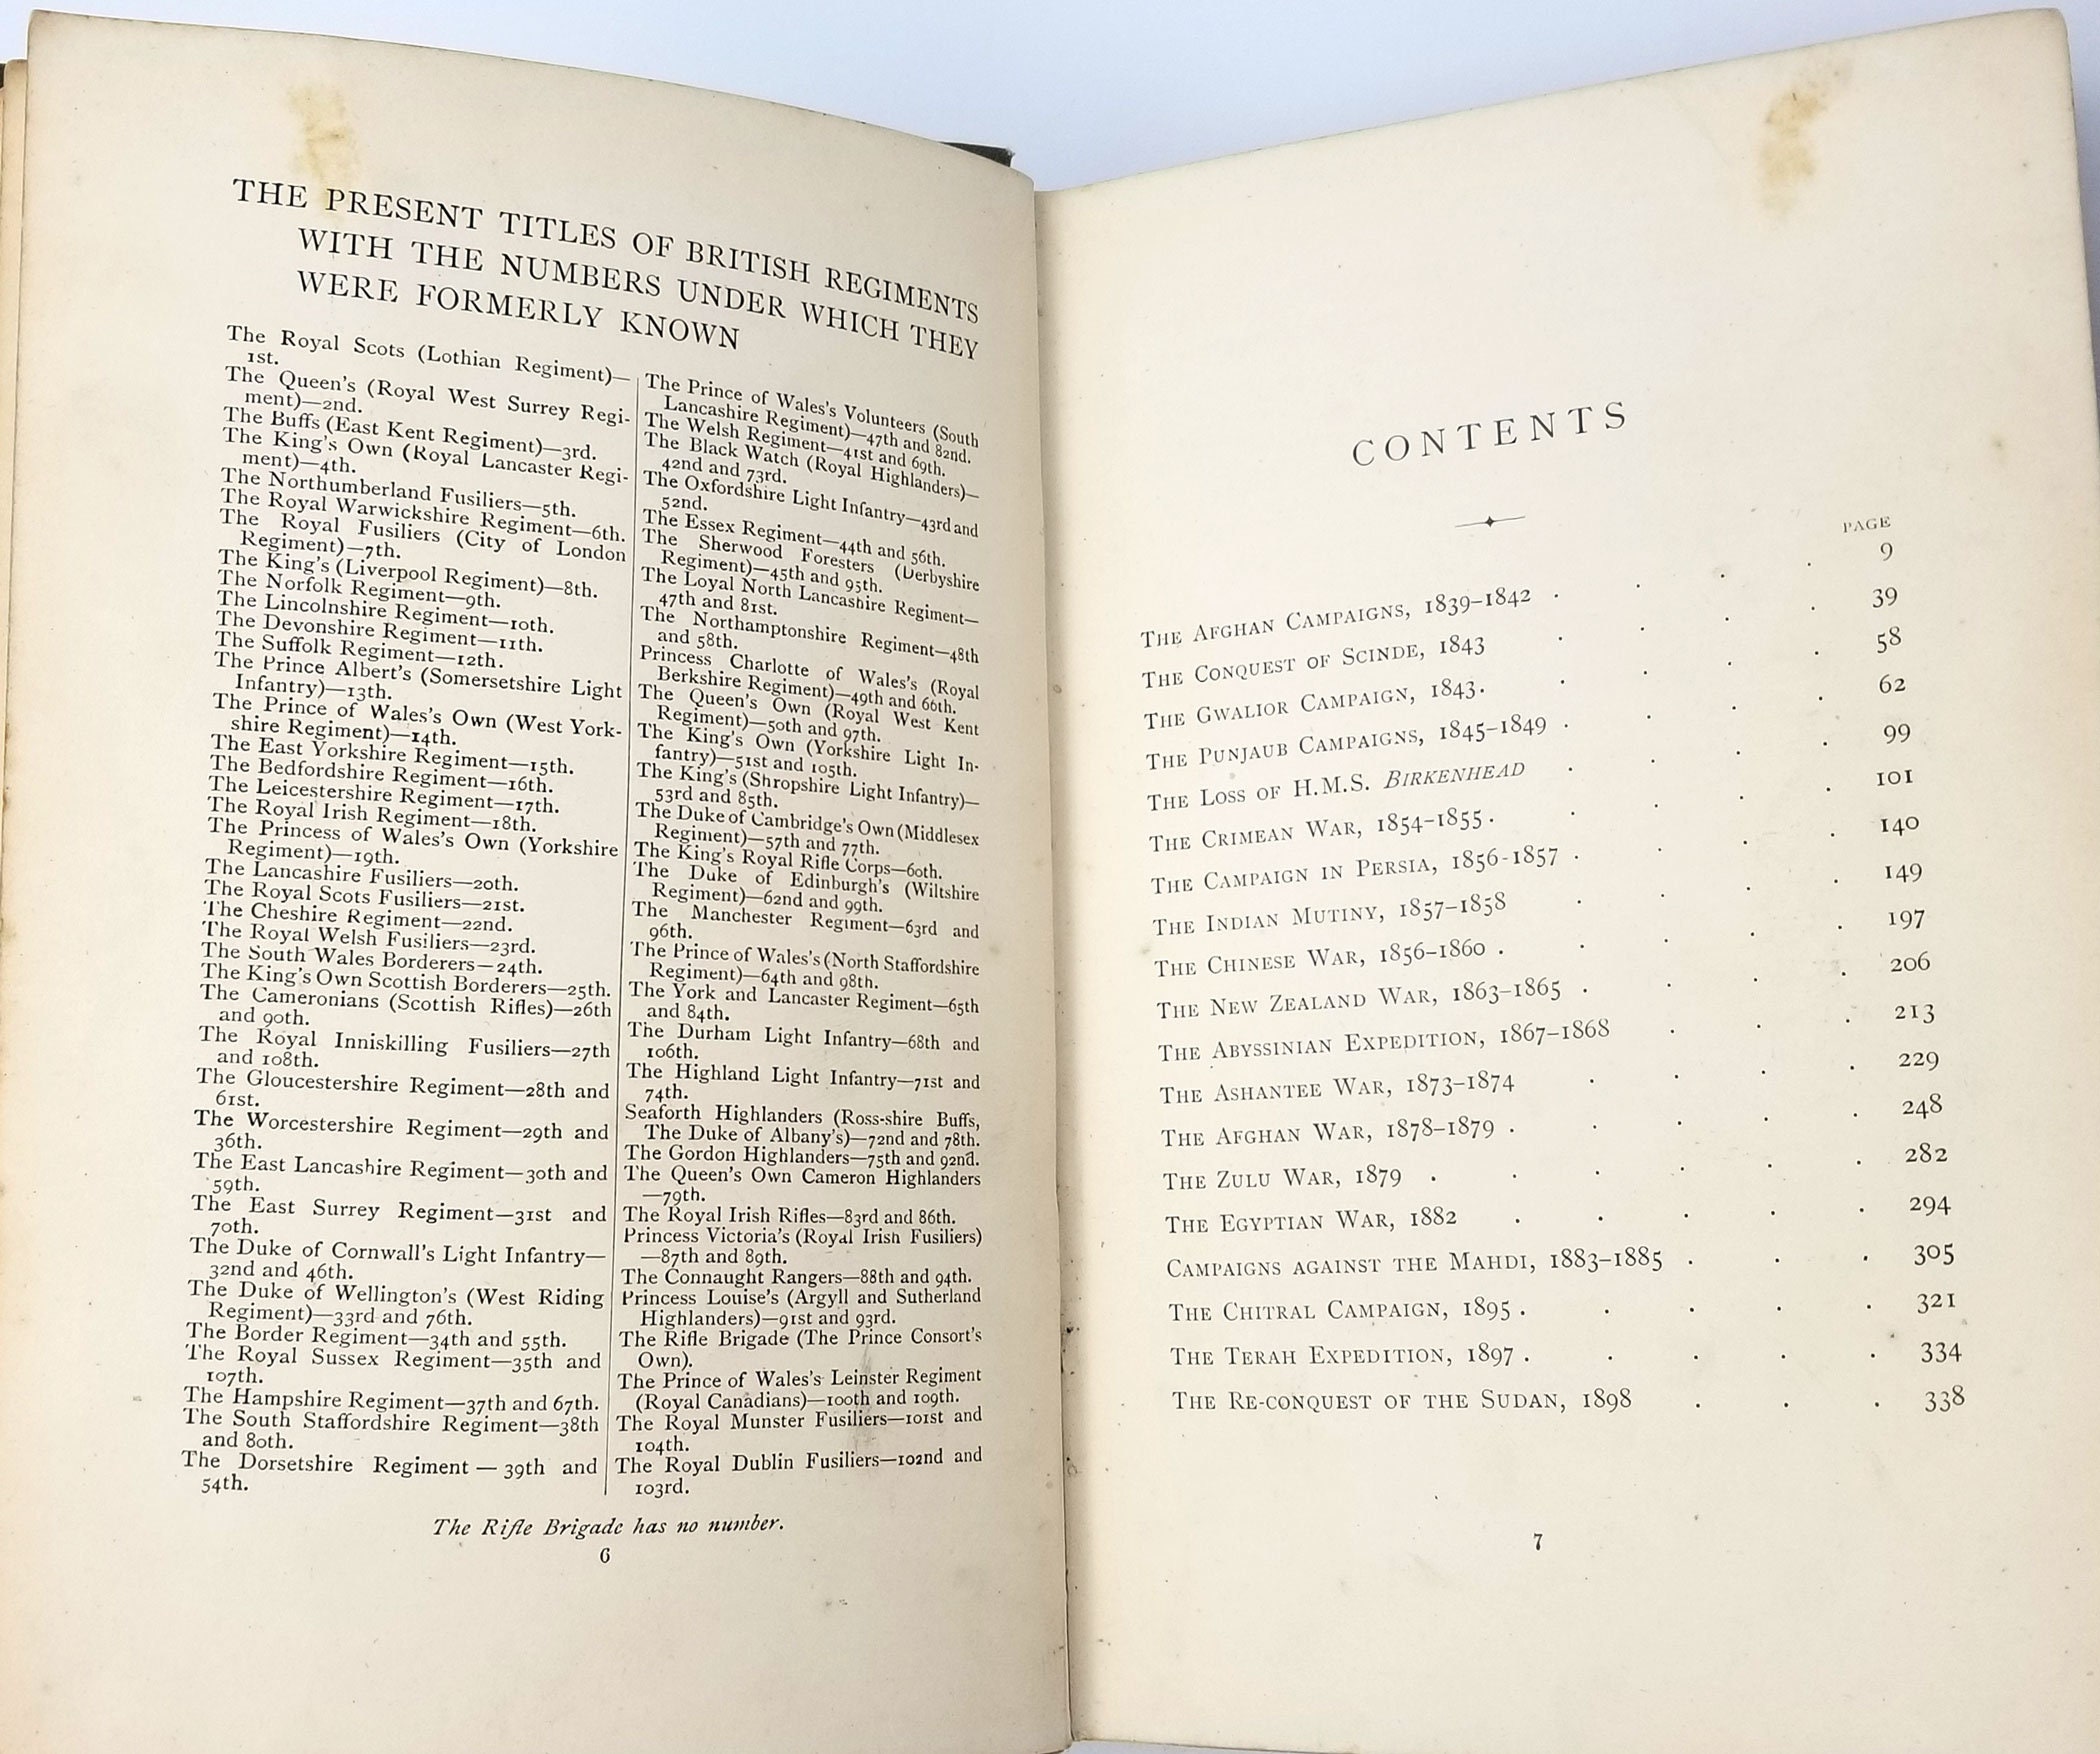 THE PRESENT TITLES OF BRITISH REGIMENTS
WITH THE NUMBERS UNDER WHICH THEY
WERE FORMERLY KNOWN
The Royal Scots (Lothian Regiment)—
1st.
The Queen's (Royal West Surrey Regi-
ment)—2nd.
The Buffs (East Kent Regiment)—3rd.
The King's Own (Royal Lancaster Regi-
ment)—4th.
The Northumberland Fusiliers—5th.
The Royal Warwickshire Regiment—6th.
The Royal Fusiliers (City of London
Regiment)—7th.
The King's (Liverpool Regiment)—8th.
The Norfolk Regiment—9th.
The Lincolnshire Regiment—10th.
The Devonshire Regiment—11th.
The Suffolk Regiment—12th.
The Prince Albert's (Somersetshire Light
Infantry)—13th.
The Prince of Wales's Own (West York-
shire Regiment)—14th.
The East Yorkshire Regiment—15th.
The Bedfordshire Regiment—16th.
The Leicestershire Regiment—17th.
The Royal Irish Regiment—18th.
The Princess of Wales's Own (Yorkshire
Regiment)—19th.
The Lancashire Fusiliers—20th.
The Royal Scots Fusiliers—21st.
The Cheshire Regiment—22nd.
The Royal Welsh Fusiliers—23rd.
The South Wales Borderers—24th.
The King's Own Scottish Borderers—25th.
The Cameronians (Scottish Rifles)—26th
and 90th.
The Royal Inniskilling Fusiliers—27th
and 108th.
The Gloucestershire Regiment—28th and
61st.
The Worcestershire Regiment—29th and
36th.
The East Lancashire Regiment—30th and
59th.
The East Surrey Regiment—31st and
70th.
The Duke of Cornwall's Light Infantry—
32nd and 46th.
The Duke of Wellington's (West Riding
Regiment)—33rd and 76th.
The Border Regiment—34th and 55th.
The Royal Sussex Regiment—35th and
107th.
The Hampshire Regiment—37th and 67th.
The South Staffordshire Regiment—38th
and 80th.
The Dorsetshire Regiment—39th and
54th.
The Prince of Wales's Volunteers (South
Lancashire Regiment)—47th and 82nd.
The Welsh Regiment—41st and 69th.
The Black Watch (Royal Highlanders)—
42nd and 73rd.
The Oxfordshire Light Infantry—43rd and
52nd.
The Essex Regiment—44th and 56th.
The Sherwood Foresters (Derbyshire
Regiment)—45th and 95th.
The Loyal North Lancashire Regiment—
47th and 81st.
The Northamptonshire Regiment—48th
and 58th.
Princess Charlotte of Wales's (Royal
Berkshire Regiment)—49th and 66th.
The Queen's Own (Royal West Kent
Regiment)—50th and 97th.
The King's Own (Yorkshire Light In-
fantry)—51st and 105th.
The King's (Shropshire Light Infantry)—
53rd and 85th.
The Duke of Cambridge's Own (Middlesex
Regiment)—57th and 77th.
The King's Royal Rifle Corps—60th.
The Duke of Edinburgh's (Wiltshire
Regiment)—62nd and 99th.
The Manchester Regiment—63rd and
96th.
The Prince of Wales's (North Staffordshire
Regiment)—64th and 98th.
The York and Lancaster Regiment—65th
and 84th.
The Durham Light Infantry—68th and
106th.
The Highland Light Infantry—71st and
74th.
Seaforth Highlanders (Ross-shire Buffs,
The Duke of Albany's)—72nd and 78th.
The Gordon Highlanders—75th and 92nd.
The Queen's Own Cameron Highlanders
—79th.
The Royal Irish Rifles—83rd and 86th.
Princess Victoria's (Royal Irish Fusiliers)
—87th and 89th.
The Connaught Rangers—88th and 94th.
Princess Louise's (Argyll and Sutherland
Highlanders)—91st and 93rd.
The Rifle Brigade (The Prince Consort's
Own).
The Prince of Wales's Leinster Regiment
(Royal Canadians)—100th and 109th.
The Royal Munster Fusiliers—101st and
104th.
The Royal Dublin Fusiliers—102nd and
103rd.
The Rifle Brigade has no number.
6
CONTENTS
PAGE
THE AFGHAN CAMPAIGNS, 1839–1842 . . . . 9
THE CONQUEST OF SCINDE, 1843 . . . . 39
THE GWALIOR CAMPAIGN, 1843 . . . . 58
THE PUNJAUB CAMPAIGNS, 1845–1849 . . . . 62
THE LOSS OF H.M.S. BIRKENHEAD . . . . 99
THE CRIMEAN WAR, 1854–1855 . . . . 101
THE CAMPAIGN IN PERSIA, 1856-1857 . . . . 140
THE INDIAN MUTINY, 1857–1858 . . . . 149
THE CHINESE WAR, 1856–1860 . . . . 197
THE NEW ZEALAND WAR, 1863–1865 . . . . 206
THE ABYSSINIAN EXPEDITION, 1867–1868 . . . 213
THE ASHANTEE WAR, 1873–1874 . . . . 229
THE AFGHAN WAR, 1878–1879 . . . . . 248
THE ZULU WAR, 1879 . . . . . 282
THE EGYPTIAN WAR, 1882 . . . . . 294
CAMPAIGNS AGAINST THE MAHDI, 1883–1885 . . . 305
THE CHITRAL CAMPAIGN, 1895 . . . . . 321
THE TERAH EXPEDITION, 1897 . . . . . 334
THE RE-CONQUEST OF THE SUDAN, 1898 . . . 338
7